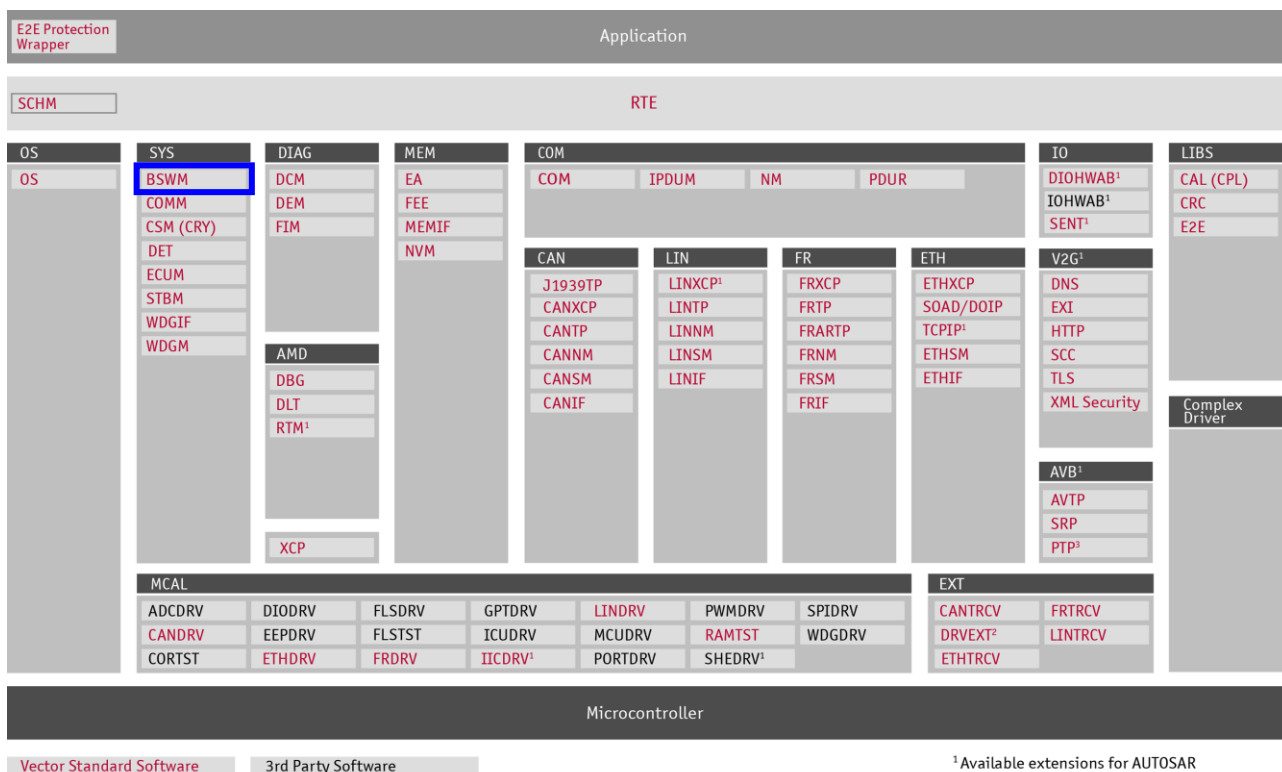 E2E Protection
Wrapper
Application
SCHM
RTE
OS
OS
SYS
BSWM
COMM
CSM (CRY)
DET
ECUM
STBM
WDGIF
WDGM
DIAG
DCM
DEM
FIM
AMD
DBG
DLT
RTM¹
XCP
MEM
EA
FEE
MEMIF
NVM
COM
COM IPDUM NM PDUR
CAN
J1939TP
CANXCP
CANTP
CANNM
CANSM
CANIF
LIN
LINXCP¹
LINTP
LINNM
LINSM
LINIF
FR
FRXCP
FRTP
FRARTP
FRNM
FRSM
FRIF
ETH
ETHXCP
SOAD/DOIP
TCPIP¹
ETHSM
ETHIF
IO
DIOHWAB¹
IOHWAB¹
SENT¹
V2G¹
DNS
EXI
HTTP
SCC
TLS
XML Security
AVB¹
AVTP
SRP
PTP³
LIBS
CAL (CPL)
CRC
E2E
Complex
Driver
MCAL
ADCDRV DIODRV FLSDRV GPTDRV LINDRV PWMDRV SPIDRV
CANDRV EEPDRV FLSTST ICUDRV MCUDRV RAMTST WDGDRV
CORTST ETHDRV FRDRV IICDRV¹ PORTDRV SHEDRV¹
EXT
CANTRCV FRTRCV
DRVEXT² LINTRCV
ETHTRCV
Microcontroller
Vector Standard Software 3rd Party Software ¹ Available extensions for AUTOSAR